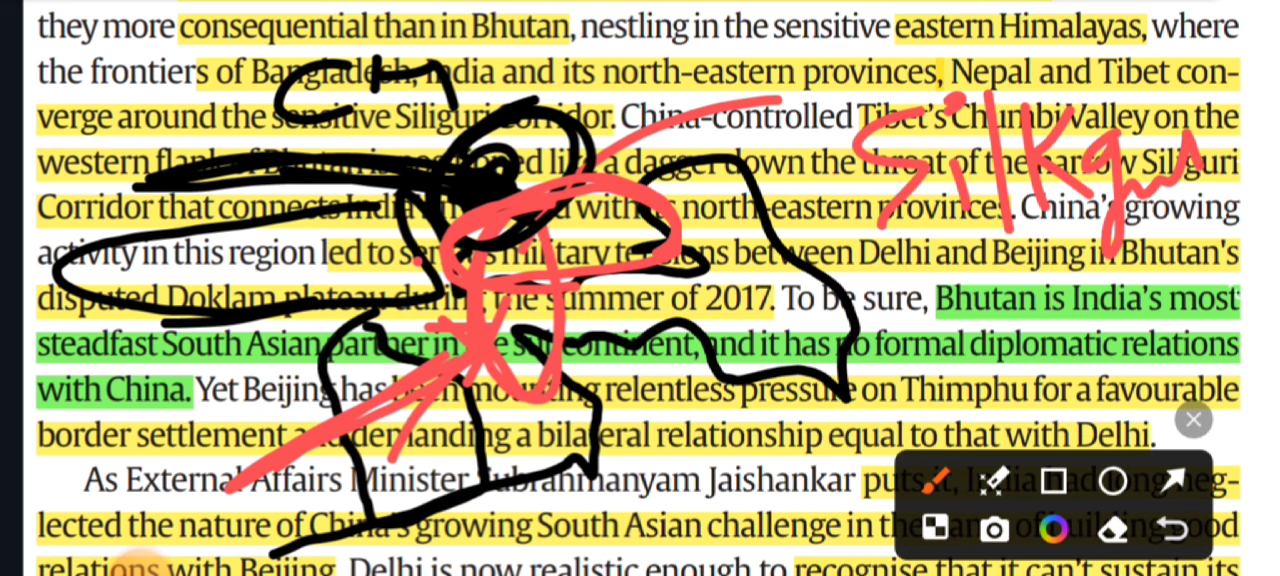 they more consequential than in Bhutan, nestling in the sensitive eastern Himalayas, where
the frontiers of Bangladesh, India and its north-eastern provinces, Nepal and Tibet con-
verge around the sensitive Siliguri Corridor. China-controlled Tibet's Chumbi Valley on the
western flank of Bhutan is ed like a dagger down the throat of the narrow Siliguri
Corridor that connects India with its north-eastern provinces. China's growing
activity in this region led to serious military tensions between Delhi and Beijing in Bhutan's
disputed Doklam plateau during the summer of 2017. To be sure, Bhutan is India's most
steadfast South Asian partner in the subcontinent, and it has no formal diplomatic relations
with China. Yet Beijing has been mounting relentless pressure on Thimphu for a favourable
border settlement and demanding a bilateral relationship equal to that with Delhi.
As External Affairs Minister Subrahmanyam Jaishankar puts it, India had long neg-
lected the nature of China's growing South Asian challenge in the name of building good
relations with Beijing. Delhi is now realistic enough to recognise that it can't sustain its